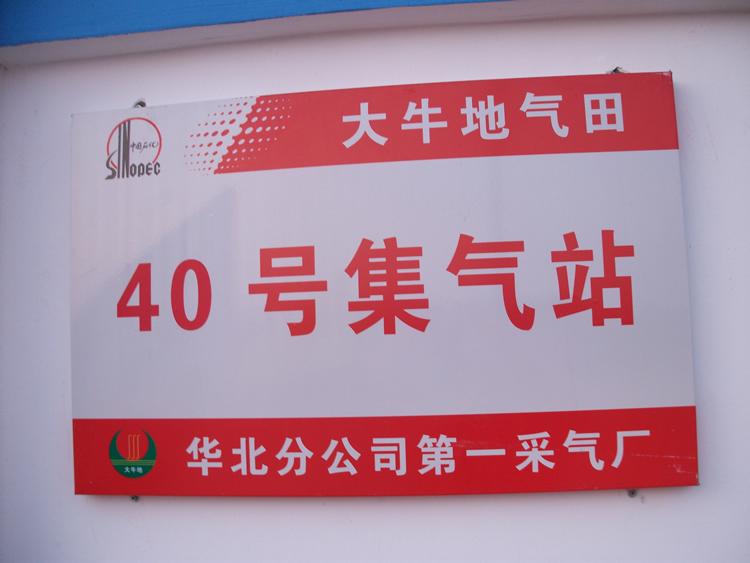 大牛地气田
中国石化
SINOPEC
40号集气站
大牛地
华北分公司第一采气厂